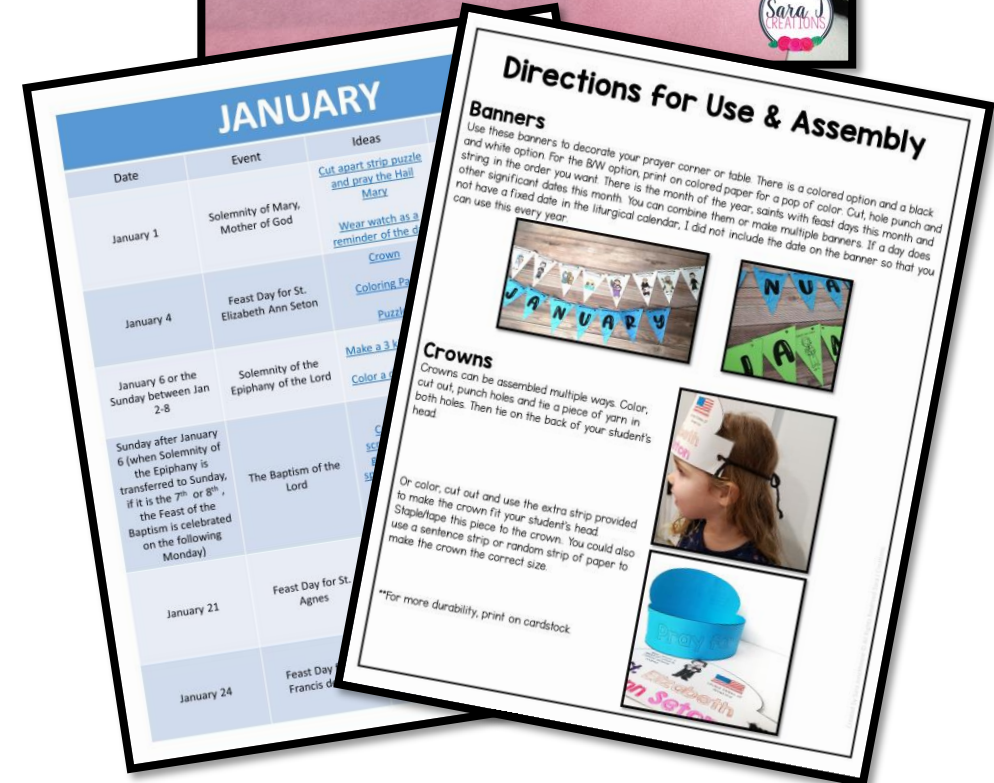 Sara J
CREATIONS
JANUARY
Date
Event
Ideas
January 1
Solemnity of Mary,
Mother of God
Cut apart strip puzzle
and pray the Hail
Mary
Wear watch as a
reminder of the
January 4
Feast Day for St.
Elizabeth Ann Seton
Crown
Coloring
January 6 or the
Sunday between Jan
2-8
Solemnity of the
Epiphany of the Lord
Make a 3
Color a
Sunday after January
6 (when Solemnity of
the Epiphany is
transferred to Sunday,
if it is the 7th or 8th ,
the Feast of the
Baptism is celebrated
on the following
Monday)
The Baptism of the
Lord
January 21
Feast Day for St.
Agnes
January 24
Feast Day
Francis
Directions for Use & Assembly
Banners
Use these banners to decorate your prayer corner or table. There is a colored option and a black
and white option. For the B/W option, print on colored paper for a pop of color. Cut, hole punch and
string in the order you want. There is the month of the year, saints with feast days this month and
other significant dates this month. You can combine them or make multiple banners. If a day does
not have a fixed date in the liturgical calendar, I did not include the date on the banner so that you
can use this every year.
JANUARY
NUA
JAN
Crowns
Crowns can be assembled multiple ways. Color,
cut out, punch holes and tie a piece of yarn in
both holes. Then tie on the back of your student's
head.
Or color, cut out and use the extra strip provided
to make the crown fit your student's head.
Staple/tape this piece to the crown. You could also
use a sentence strip or random strip of paper to
make the crown the correct size.
**For more durability, print on cardstock.
pray for
Elizabeth